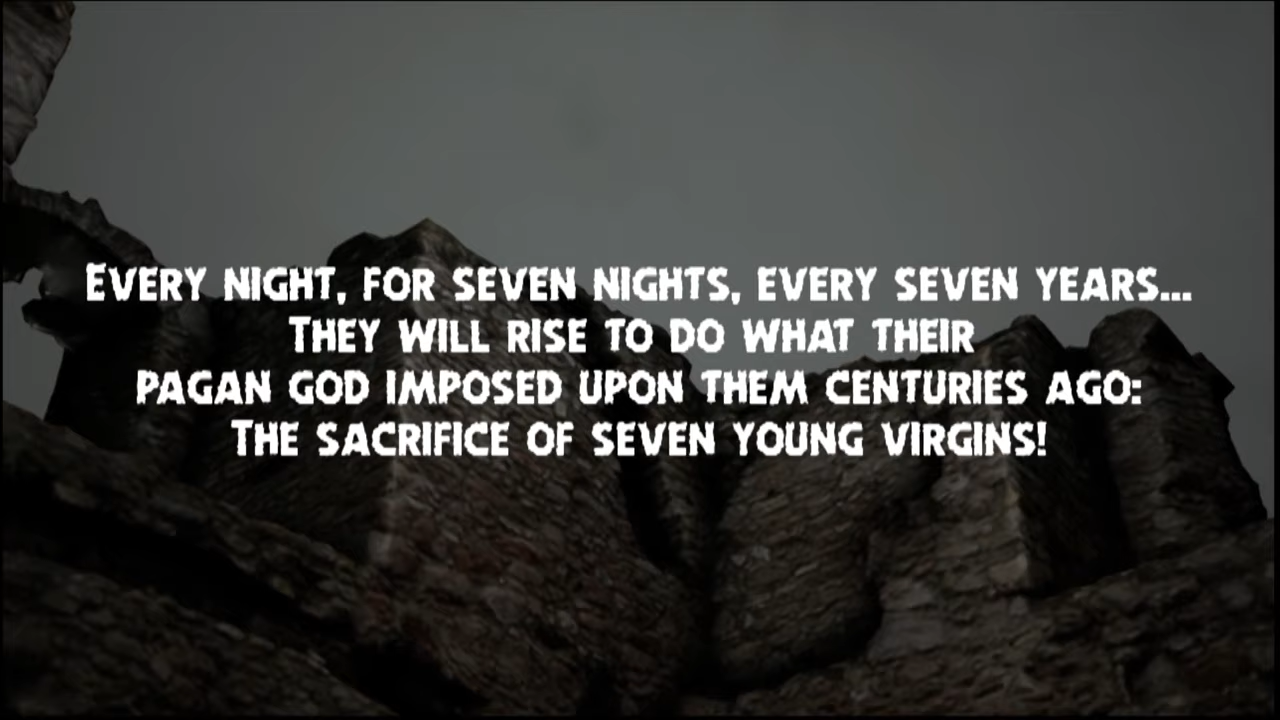 Every night, for seven nights, every seven years...
They will rise to do what their
pagan god imposed upon them centuries ago:
The sacrifice of seven young virgins!